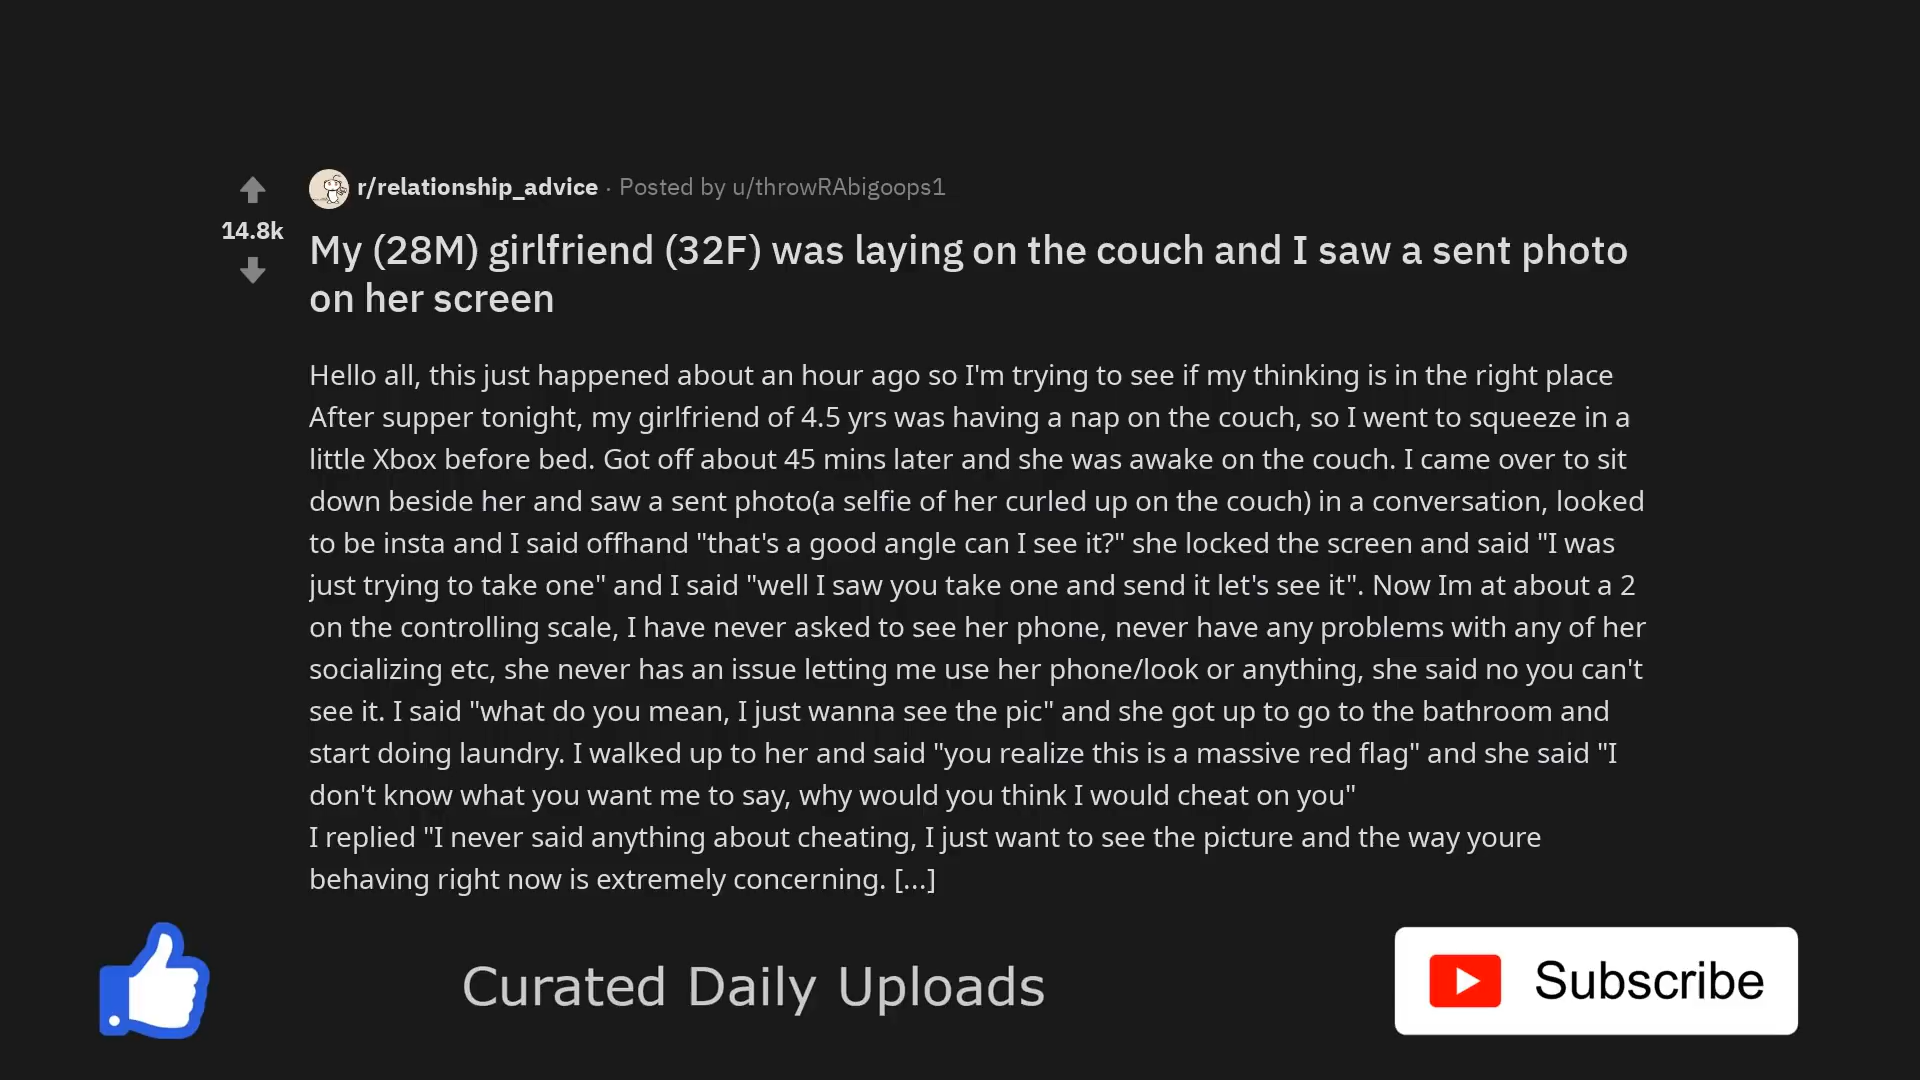 r/relationship_advice · Posted by u/throwRAbigoops1
14.8k
My (28M) girlfriend (32F) was laying on the couch and I saw a sent photo
on her screen
Hello all, this just happened about an hour ago so I'm trying to see if my thinking is in the right place
After supper tonight, my girlfriend of 4.5 yrs was having a nap on the couch, so I went to squeeze in a
little Xbox before bed. Got off about 45 mins later and she was awake on the couch. I came over to sit
down beside her and saw a sent photo(a selfie of her curled up on the couch) in a conversation, looked
to be insta and I said offhand "that's a good angle can I see it?" she locked the screen and said "I was
just trying to take one" and I said "well I saw you take one and send it let's see it". Now Im at about a 2
on the controlling scale, I have never asked to see her phone, never have any problems with any of her
socializing etc, she never has an issue letting me use her phone/look or anything, she said no you can't
see it. I said "what do you mean, I just wanna see the pic" and she got up to go to the bathroom and
start doing laundry. I walked up to her and said "you realize this is a massive red flag" and she said "I
don't know what you want me to say, why would you think I would cheat on you"
I replied "I never said anything about cheating, I just want to see the picture and the way youre
behaving right now is extremely concerning. [...]
Curated Daily Uploads
Subscribe